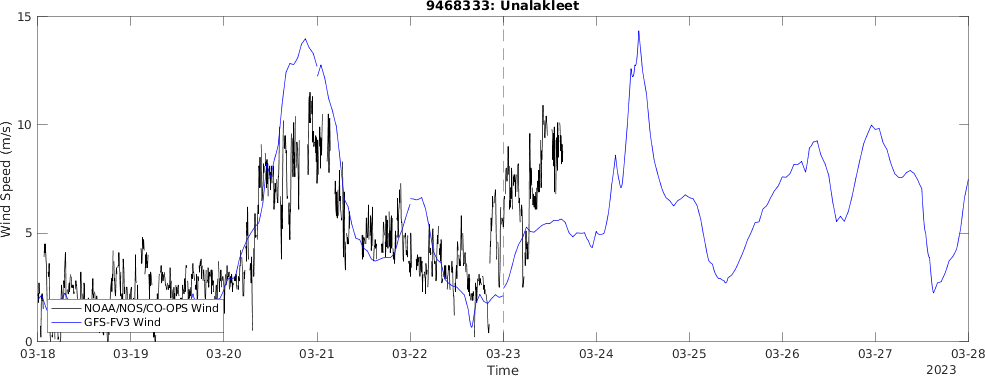 9468333: Unalakleet
15
10
5
0
Wind Speed (m/s)
NOAA/NOS/CO-OPS Wind
GFS-FV3 Wind
03-18 03-19 03-20 03-21 03-22 03-23 03-24 03-25 03-26 03-27 03-28
Time
2023